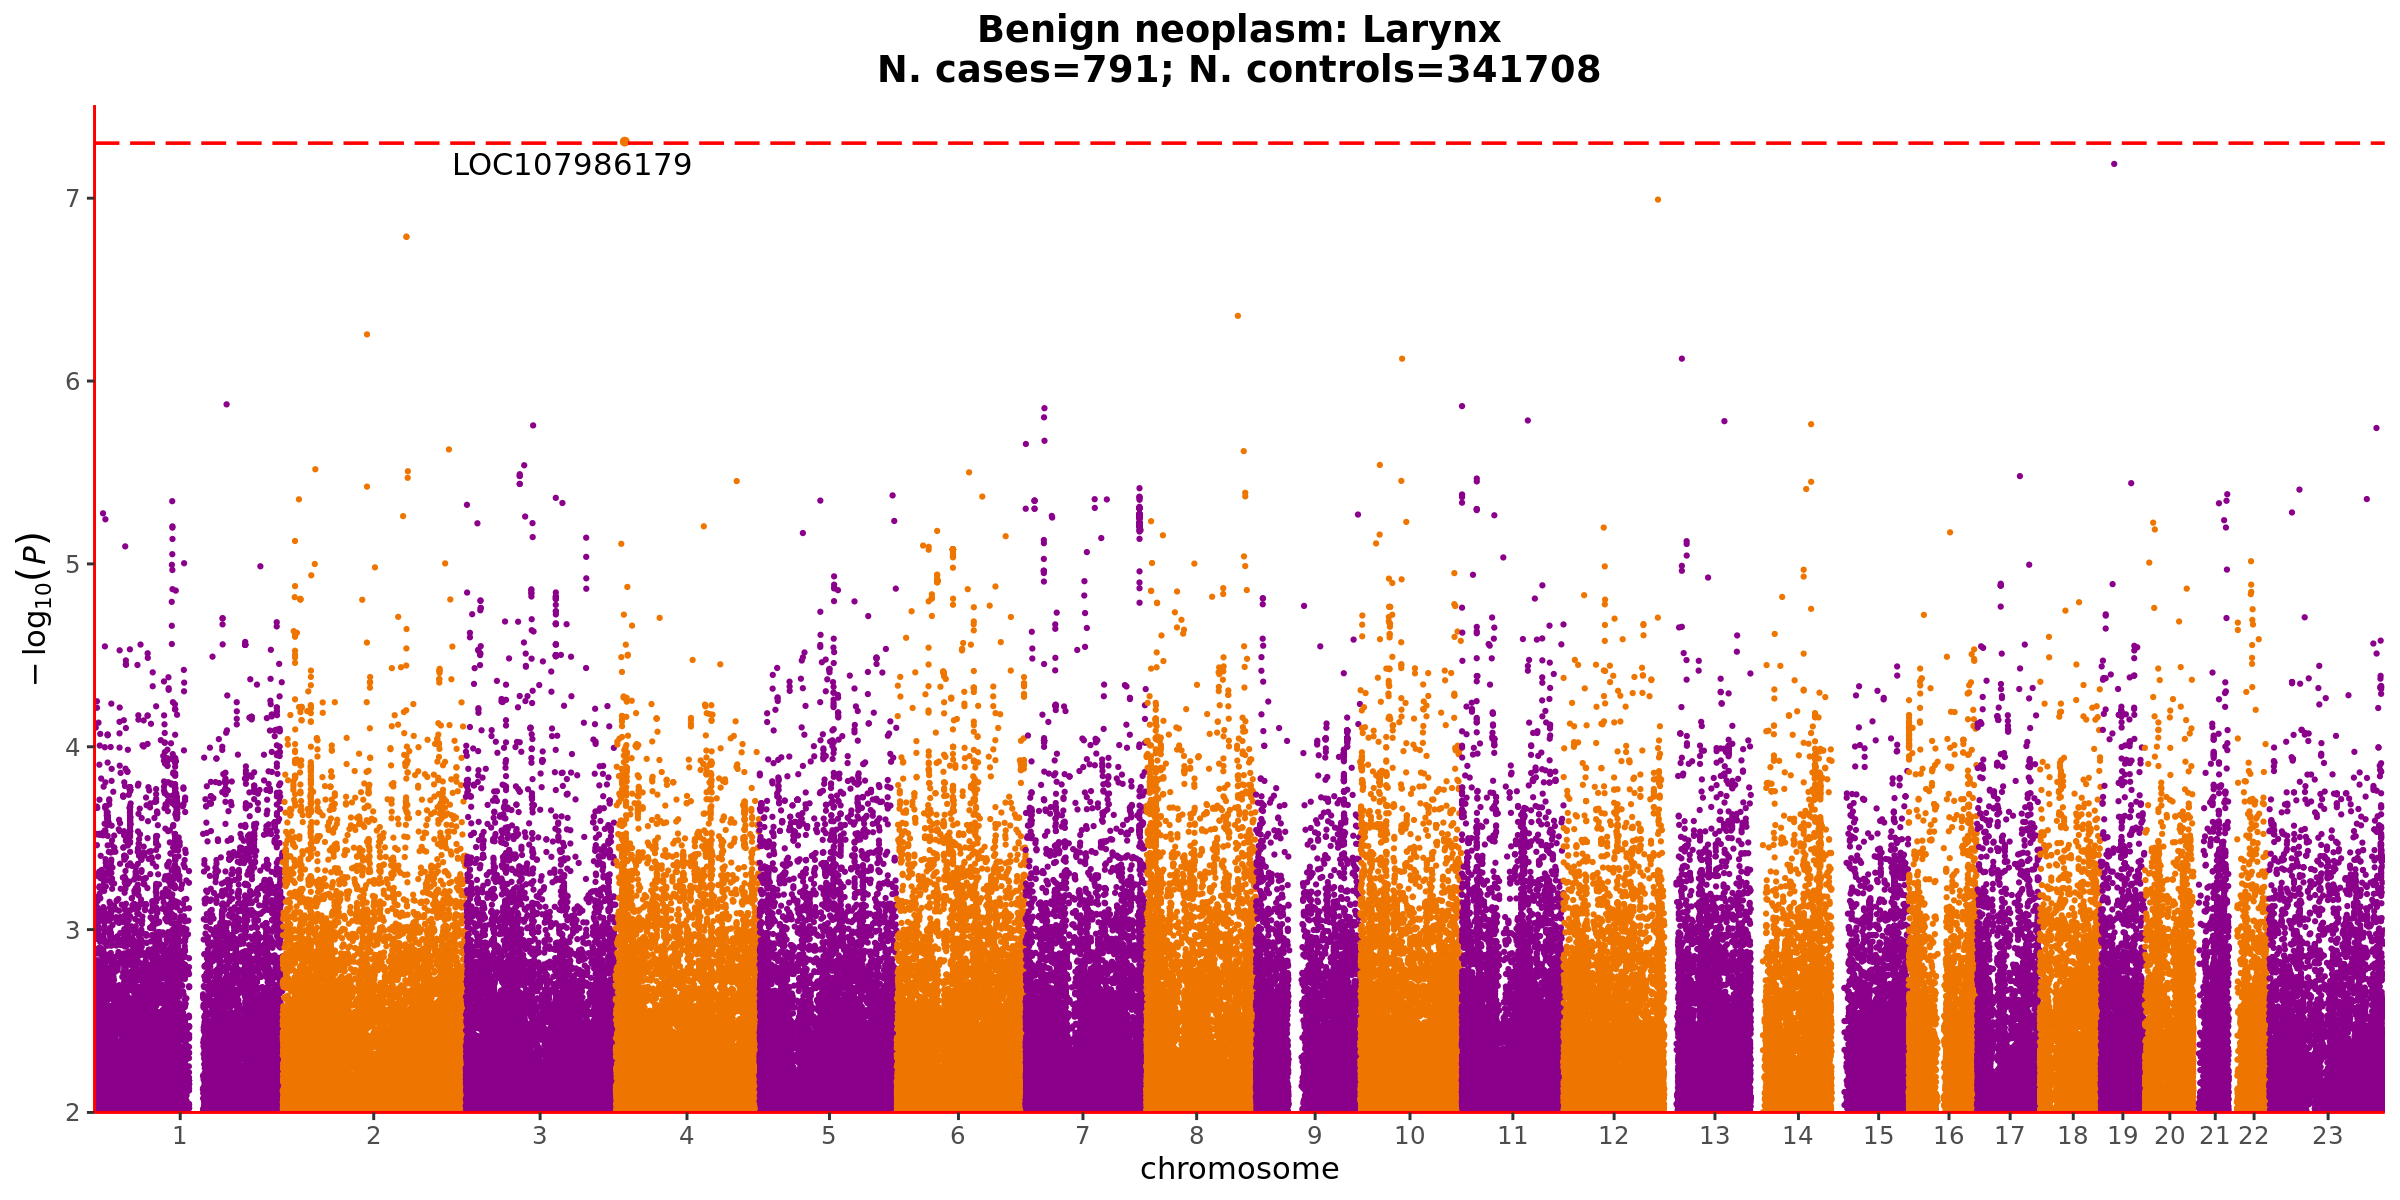 Benign neoplasm: Larynx
N. cases=791; N. controls=341708
LOC107986179
7
6
5
4
3
2
− log10(P)
1 2 3 4 5 6 7 8 9 10 11 12 13 14 15 16 17 18 19 20 21 22 23
chromosome